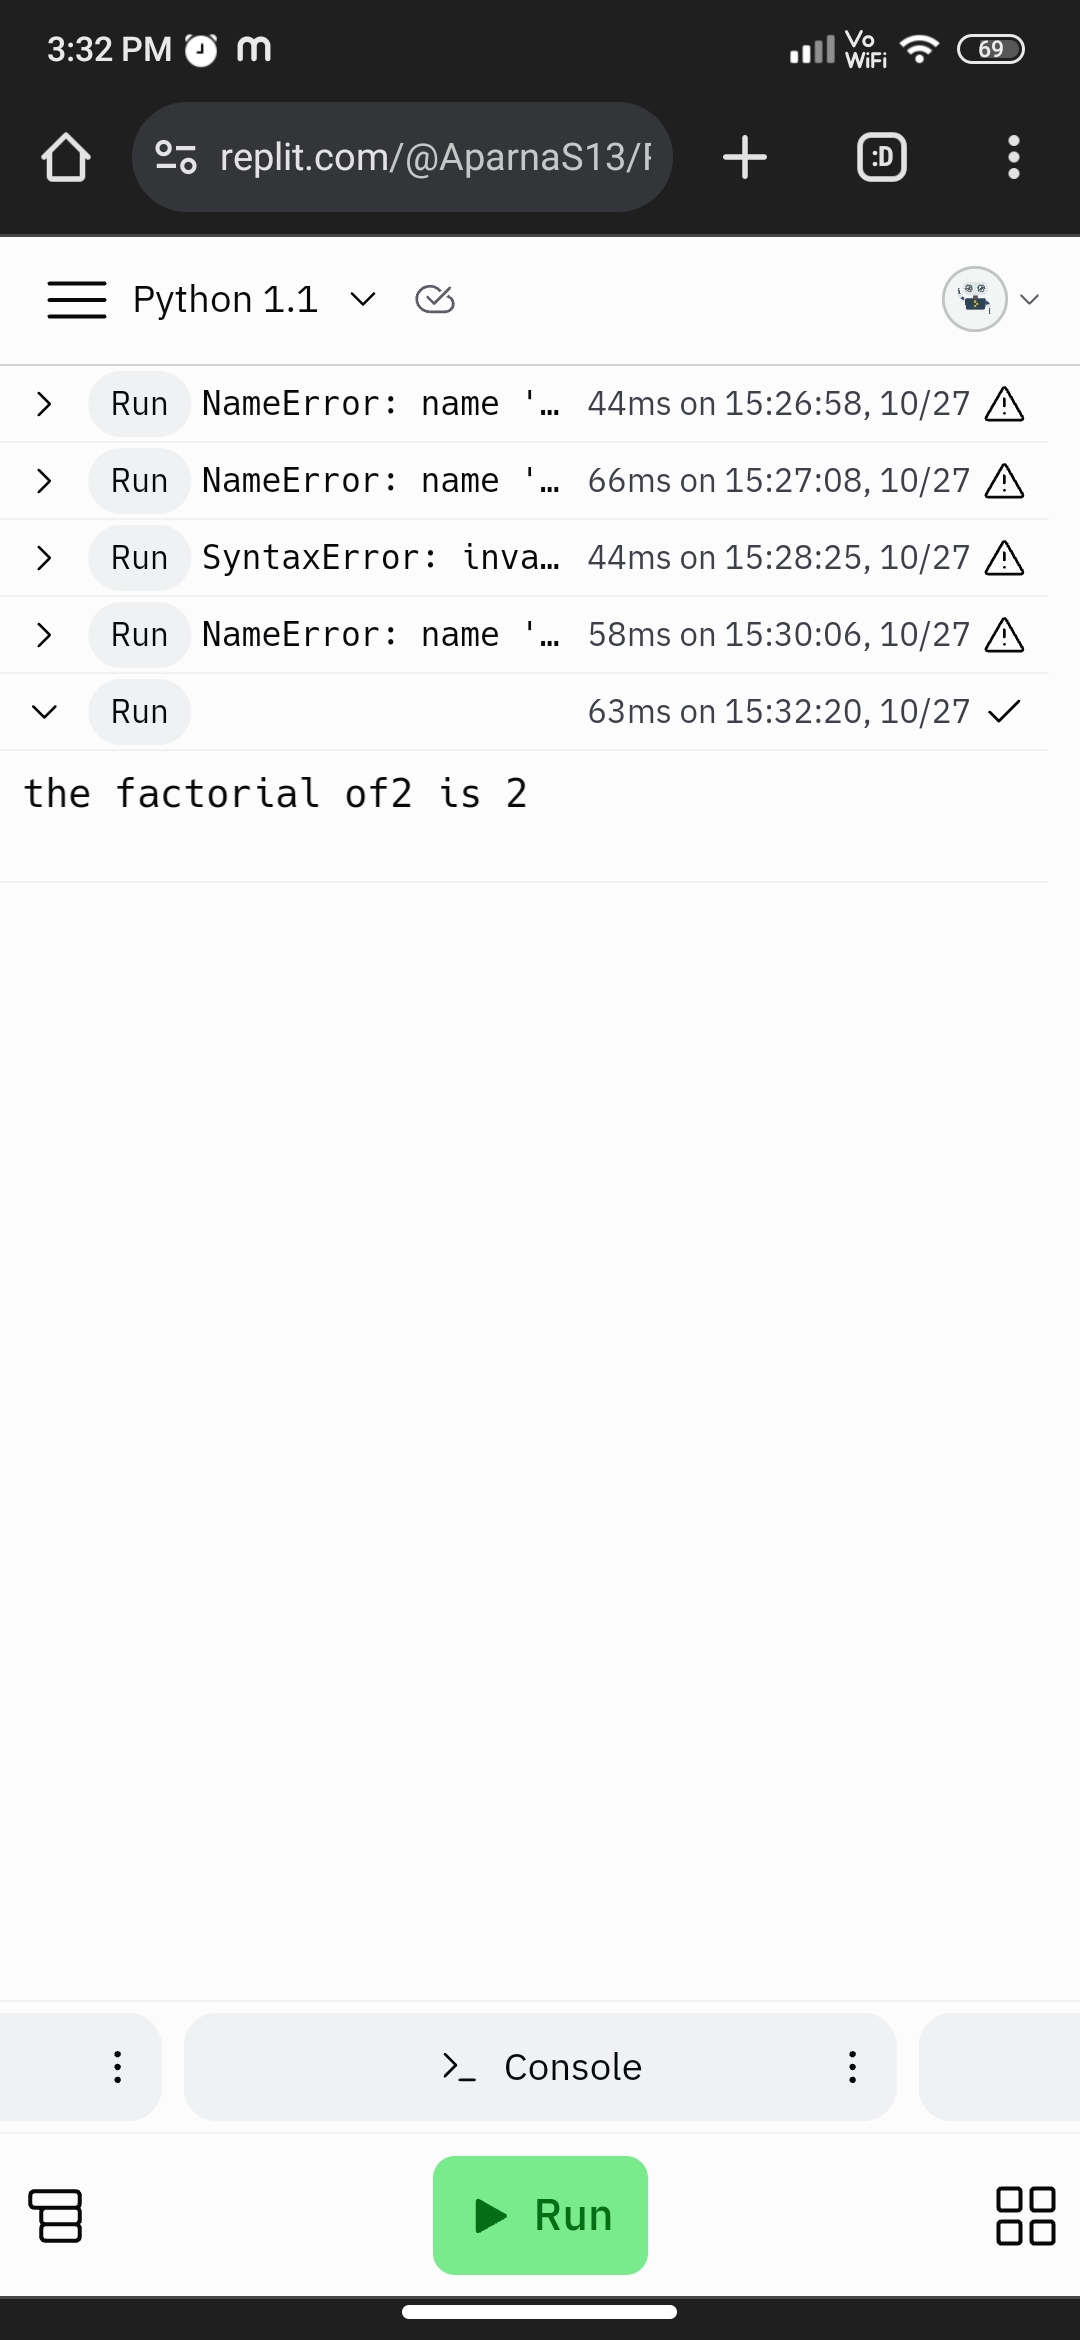 3:32 PM m Vo WiFi 69
replit.com/@AparnaS13/ :D
Python 1.1
Run NameError: name '… 44ms on 15:26:58, 10/27
Run NameError: name '… 66ms on 15:27:08, 10/27
Run SyntaxError: inva… 44ms on 15:28:25, 10/27
Run NameError: name '… 58ms on 15:30:06, 10/27
Run 63ms on 15:32:20, 10/27
the factorial of2 is 2
>_ Console
Run